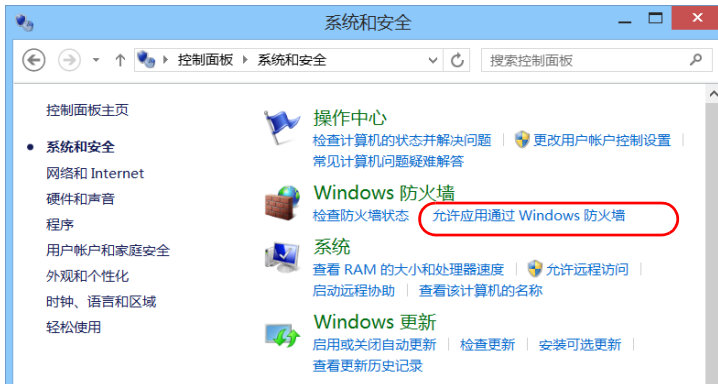 系统和安全
控制面板 系统和安全 搜索控制面板
控制面板主页
系统和安全
网络和 Internet
硬件和声音
程序
用户帐户和家庭安全
外观和个性化
时钟、语言和区域
轻松使用
操作中心
检查计算机的状态并解决问题 更改用户帐户控制设置
常见计算机问题疑难解答
Windows 防火墙
检查防火墙状态 允许应用通过 Windows 防火墙
系统
查看 RAM 的大小和处理器速度 允许远程访问
启动远程协助 查看该计算机的名称
Windows 更新
启用或关闭自动更新 检查更新 安装可选更新
查看更新历史记录